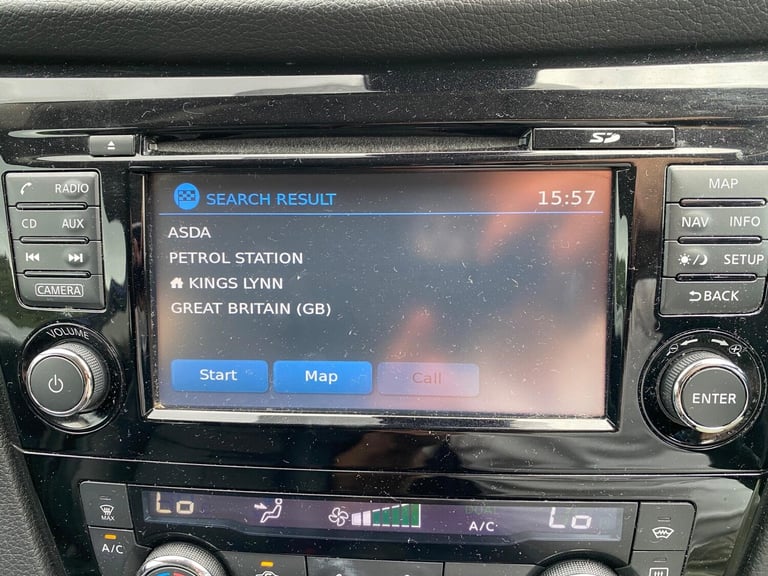 SD
RADIO
MAP
SEARCH RESULT 15:57
CD AUX
NAV INFO
ASDA
PETROL STATION
KINGS LYNN
GREAT BRITAIN (GB)
SETUP
CAMERA
BACK
VOLUME
Start Map Call
ENTER
Lo
DUAL
A/C
Lo
MAX
A/C